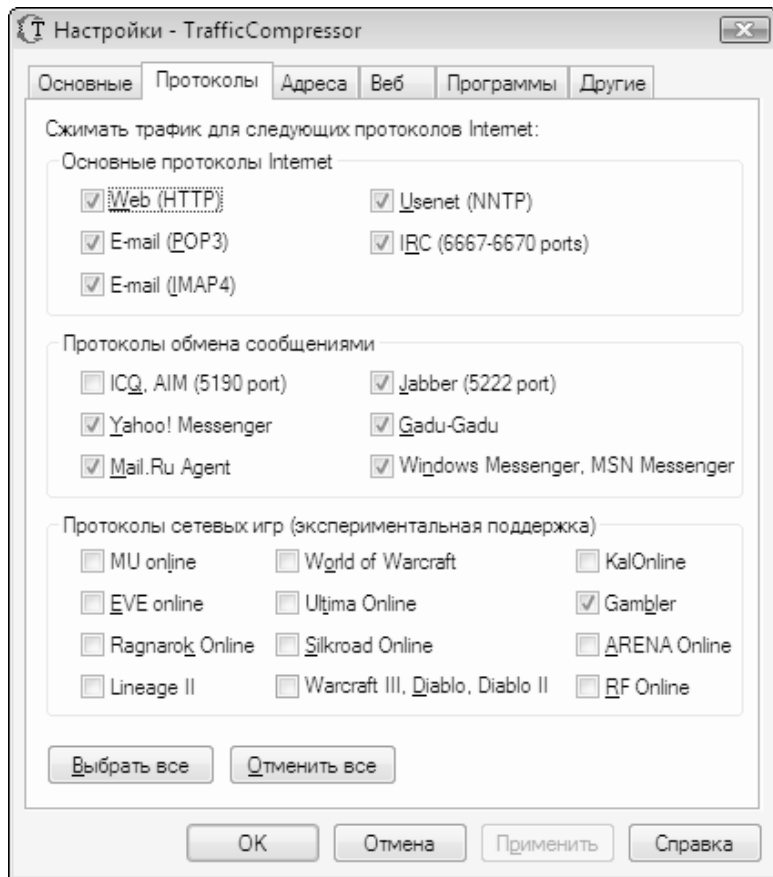 Настройки - TrafficCompressor
Основные Протоколы Адреса Веб Программы Другие
Сжимать трафик для следующих протоколов Internet:
Основные протоколы Internet
Web (HTTP) Usenet (NNTP)
E-mail (POP3) IRC (6667-6670 ports)
E-mail (IMAP4)
Протоколы обмена сообщениями
ICQ, AIM (5190 port) Jabber (5222 port)
Yahoo! Messenger Gadu-Gadu
Mail.Ru Agent Windows Messenger, MSN Messenger
Протоколы сетевых игр (экспериментальная поддержка)
MU online World of Warcraft KalOnline
EVE online Ultima Online Gambler
Ragnarok Online Silkroad Online ARENA Online
Lineage II Warcraft III, Diablo, Diablo II RF Online
Выбрать все Отменить все
OK Отмена Применить Справка